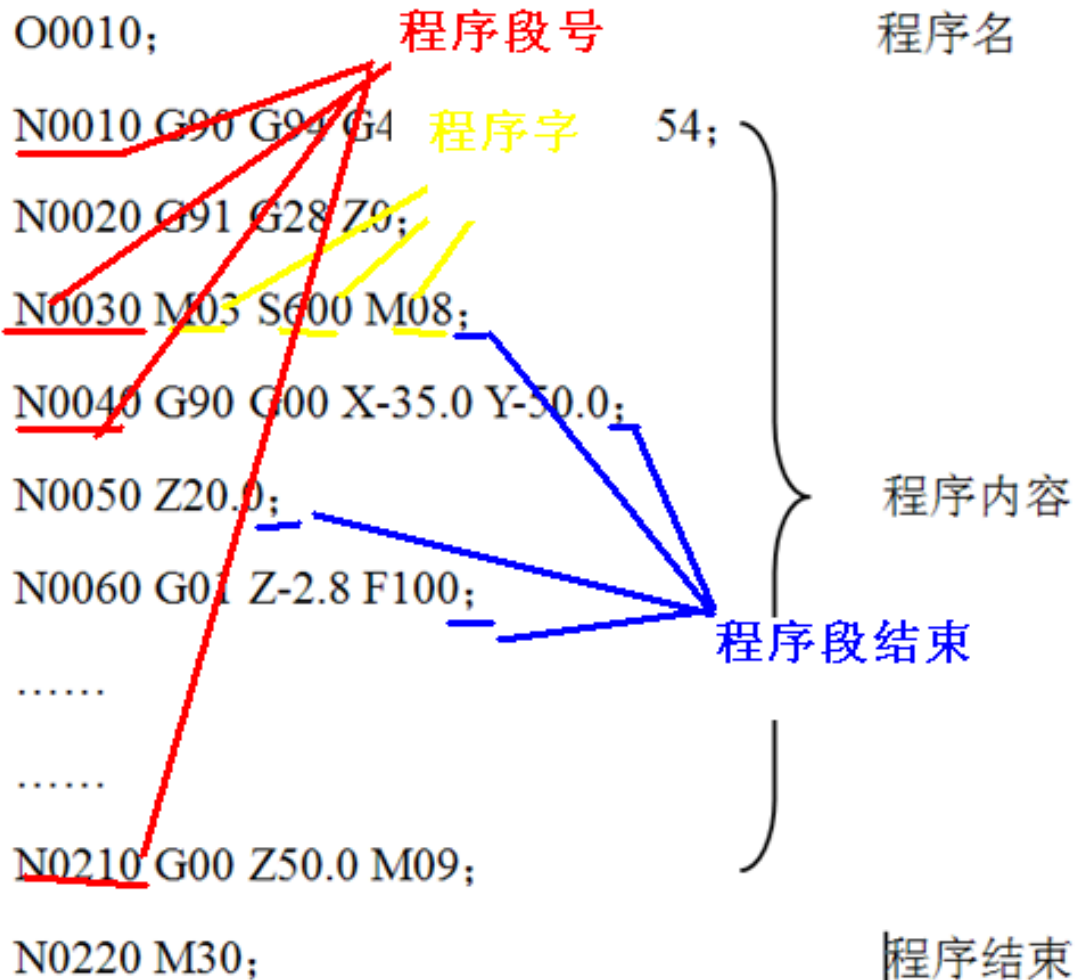 O0010; 程序段号 程序名
N0010 G90 G94 G4 程序字 54;
N0020 G91 G28 Z0;
N0030 M03 S600 M08;
N0040 G90 G00 X-35.0 Y-50.0;
N0050 Z20.0; 程序内容
N0060 G01 Z-2.8 F100;
程序段结束
……
……
N0210 G00 Z50.0 M09;
N0220 M30; 程序结束